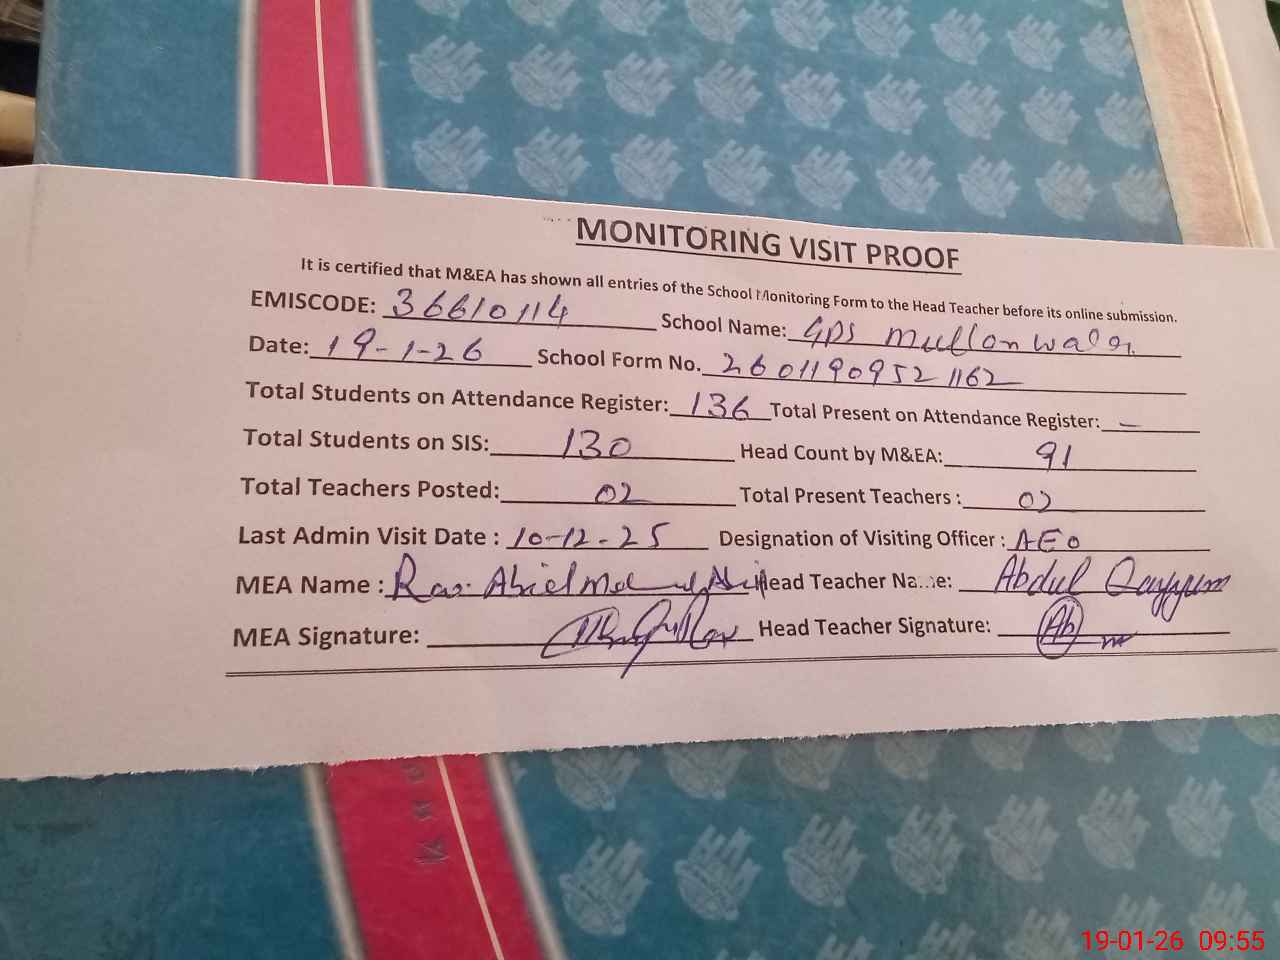 MONITORING VISIT PROOF
It is certified that M&EA has shown all entries of the School Monitoring Form to the Head Teacher before its online submission.
EMISCODE: 36610114 School Name: GPS Mullonwala
Date: 19-1-26 School Form No. 26011909521162
Total Students on Attendance Register: 136 Total Present on Attendance Register: —
Total Students on SIS: 130 Head Count by M&EA: 91
Total Teachers Posted: 02 Total Present Teachers : 02
Last Admin Visit Date : 10-12-25 Designation of Visiting Officer : AEO
MEA Name : Rao Head Teacher Name: Abdul Qayyum
MEA Signature: Head Teacher Signature:
19-01-26 09:55